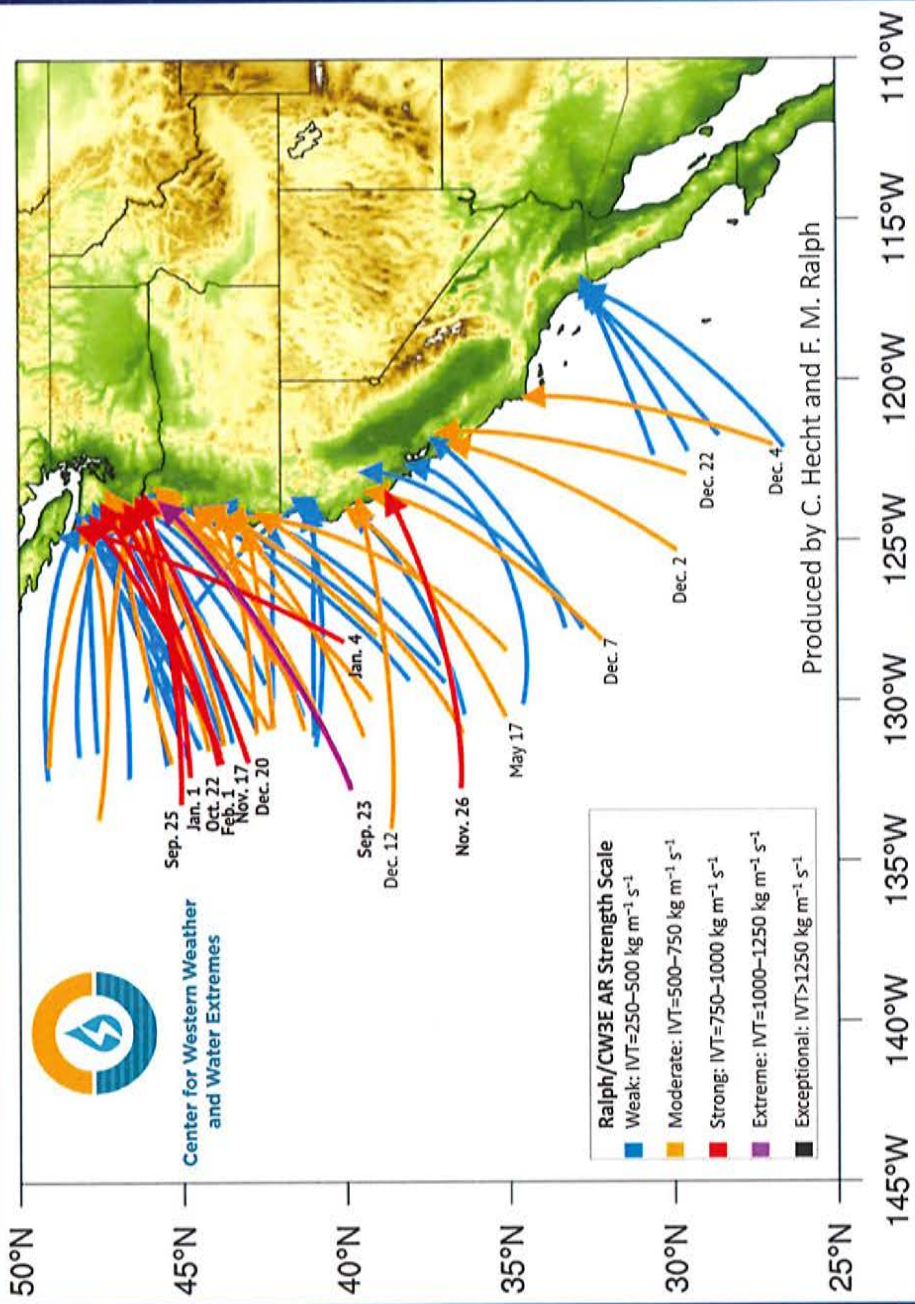 Center for Western Weather
and Water Extremes
50°N
45°N
40°N
35°N
30°N
25°N
145°W
140°W
135°W
130°W
125°W
120°W
115°W
110°W
Sep. 25
Jan. 1
Oct. 22
Feb. 1
Nov. 17
Dec. 20
Jan. 4
Sep. 23
Dec. 12
Nov. 26
May 17
Dec. 7
Dec. 2
Dec. 22
Dec. 4
Ralph/CW3E AR Strength Scale
Weak: IVT=250–500 kg m⁻¹ s⁻¹
Moderate: IVT=500–750 kg m⁻¹ s⁻¹
Strong: IVT=750–1000 kg m⁻¹ s⁻¹
Extreme: IVT=1000–1250 kg m⁻¹ s⁻¹
Exceptional: IVT>1250 kg m⁻¹ s⁻¹
Produced by C. Hecht and F. M. Ralph